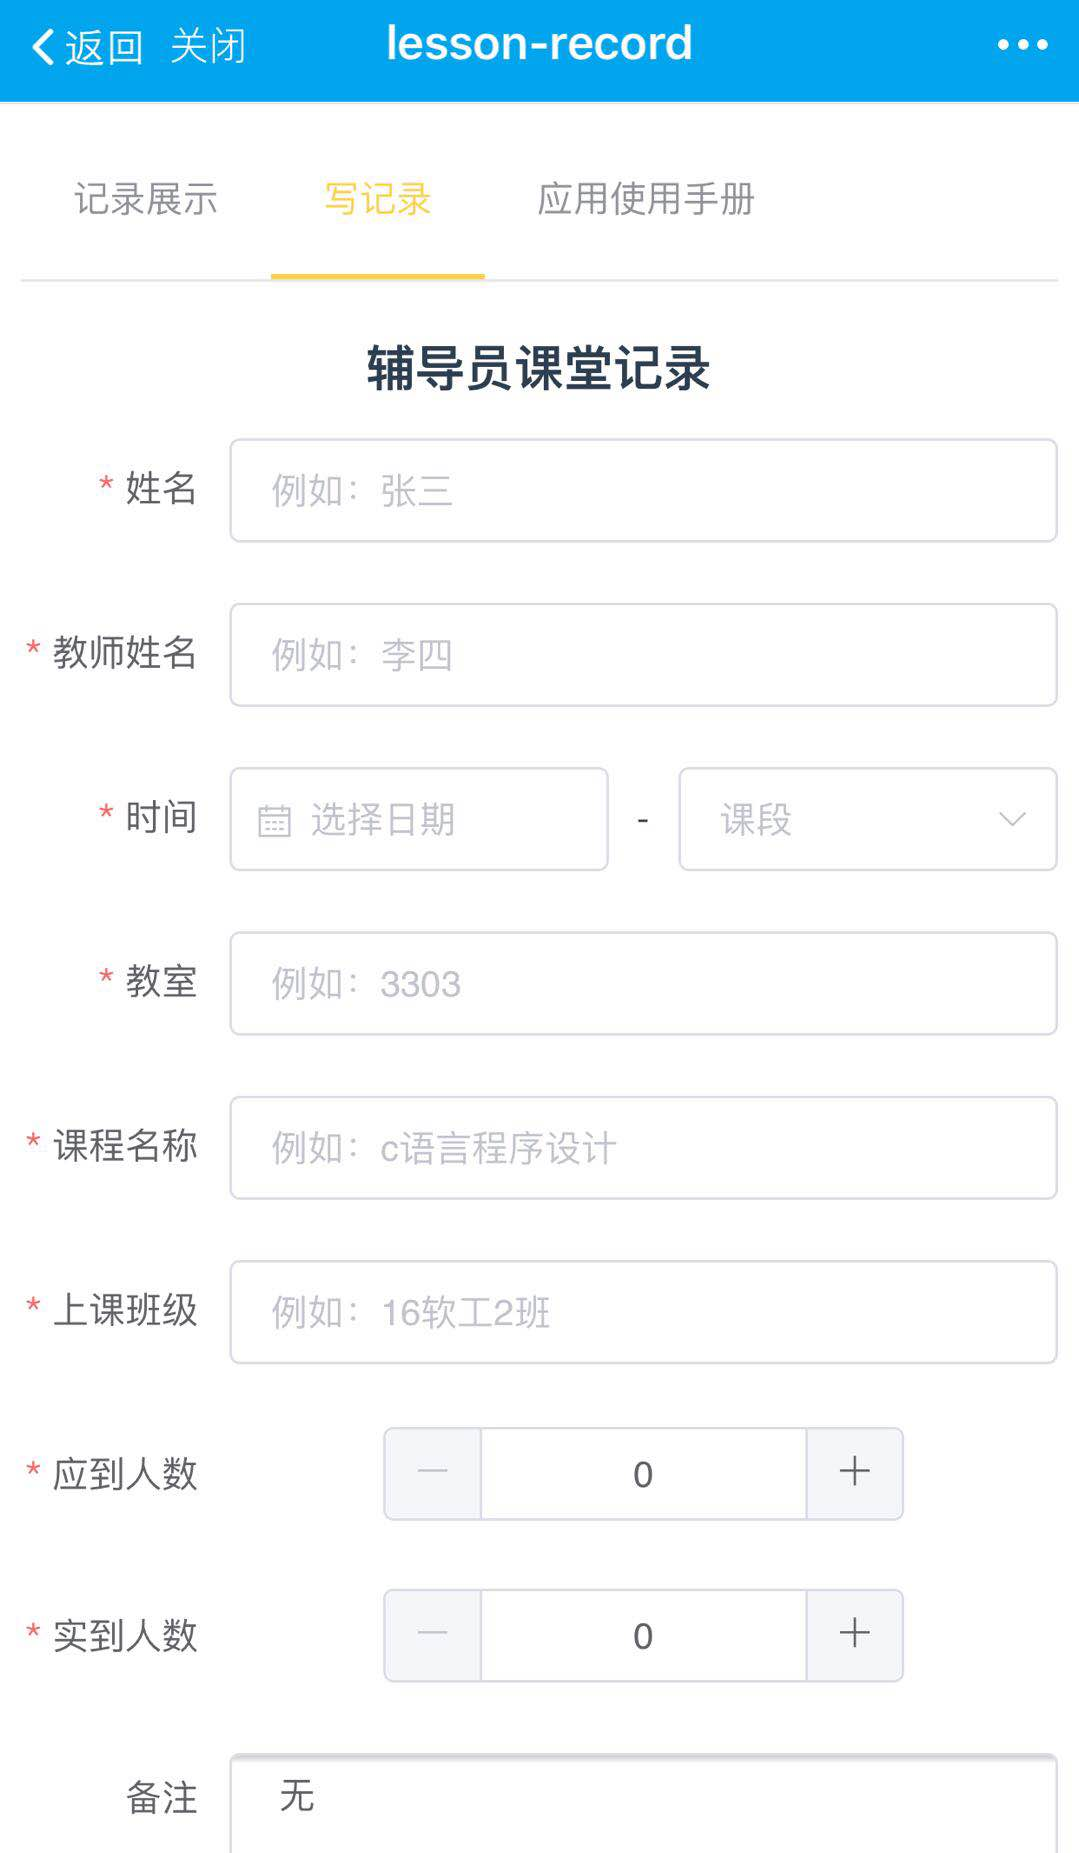 返回 关闭 lesson-record
记录展示 写记录 应用使用手册
辅导员课堂记录
* 姓名 例如：张三
* 教师姓名 例如：李四
* 时间 选择日期 - 课段
* 教室 例如：3303
* 课程名称 例如：c语言程序设计
* 上课班级 例如：16软工2班
* 应到人数 0
* 实到人数 0
备注 无